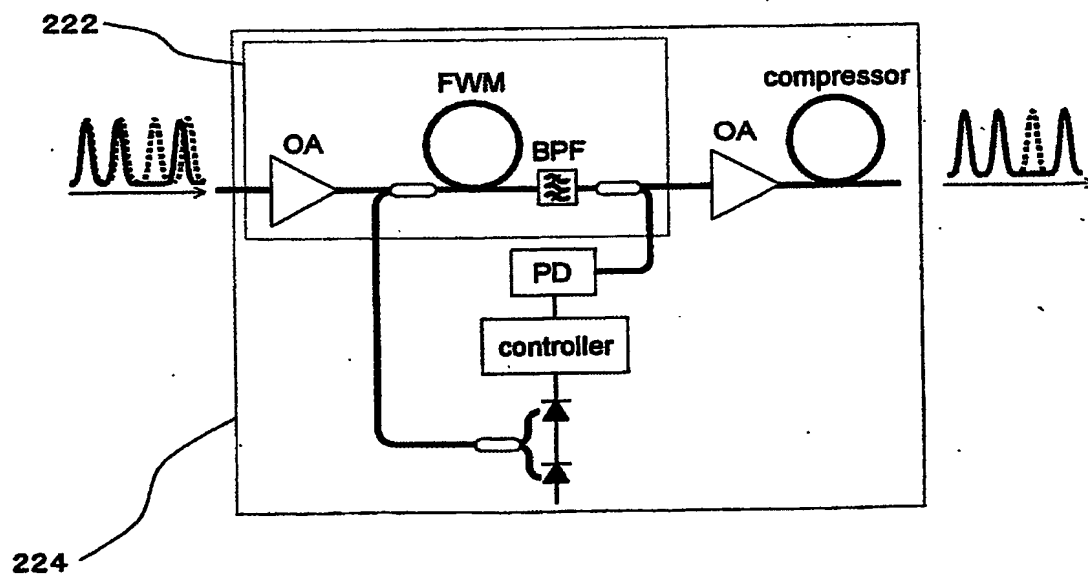 222
FWM
compressor
OA
BPF
OA
PD
controller
224